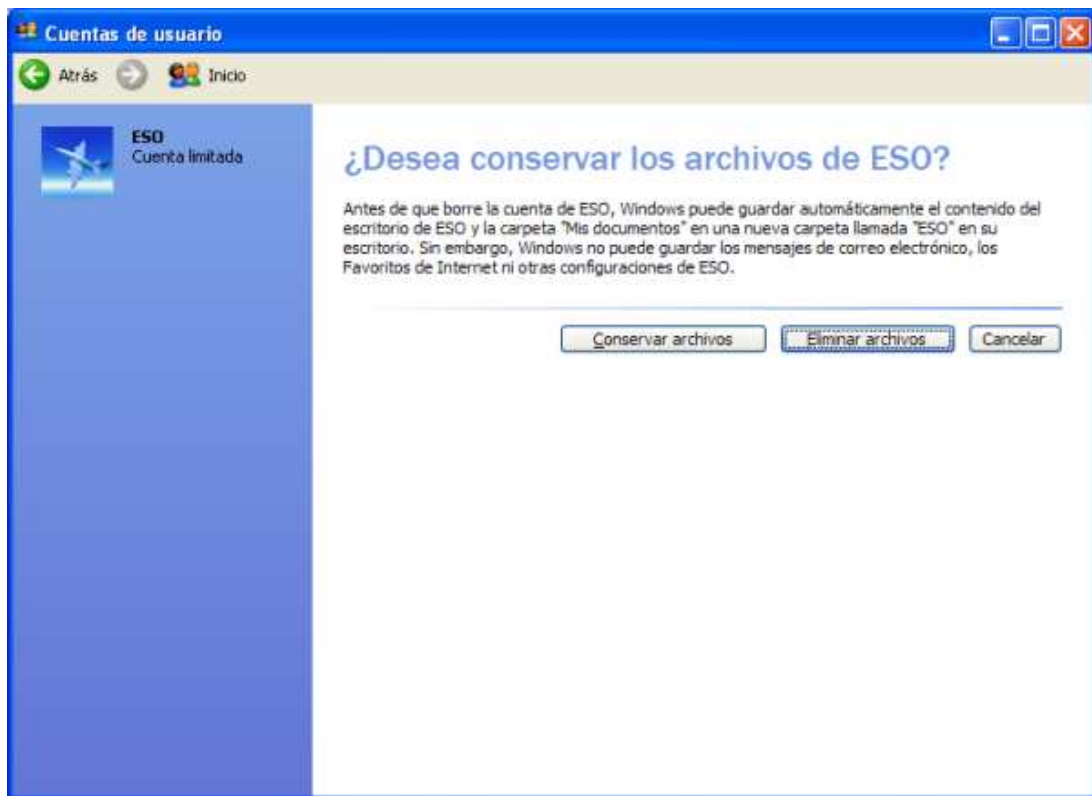 Cuentas de usuario
Atrás
Inicio
ESO
Cuenta limitada
¿Desea conservar los archivos de ESO?
Antes de que borre la cuenta de ESO, Windows puede guardar automáticamente el contenido del
escritorio de ESO y la carpeta "Mis documentos" en una nueva carpeta llamada "ESO" en su
escritorio. Sin embargo, Windows no puede guardar los mensajes de correo electrónico, los
Favoritos de Internet ni otras configuraciones de ESO.
Conservar archivos
Eliminar archivos
Cancelar